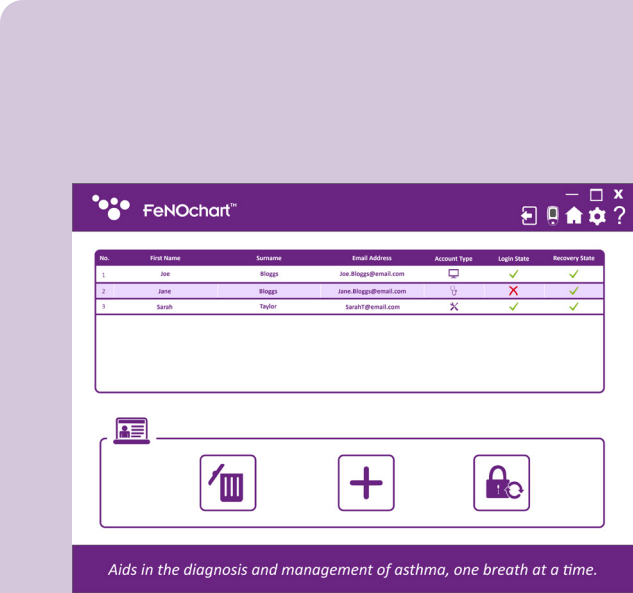 FeNOchart™
No. First Name Surname Email Address Account Type Login State Recovery State
1 Joe Bloggs Joe.Bloggs@email.com
2 Jane Bloggs Jane.Bloggs@email.com
3 Sarah Taylor SarahT@email.com
Aids in the diagnosis and management of asthma, one breath at a time.